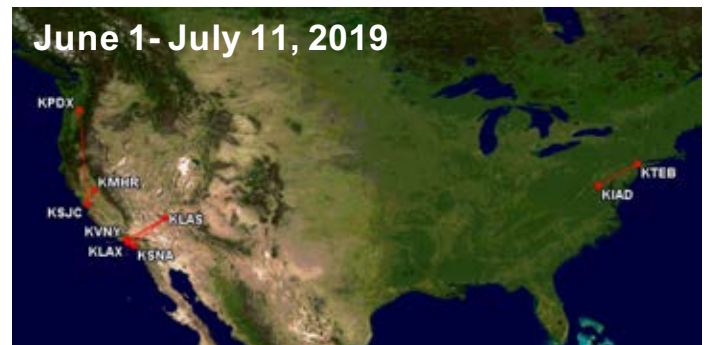 June 1- July 11, 2019
KPDX
KMHR
KSJC
KVNY
KLAS
KLAX
KSNA
KTEB
KIAD